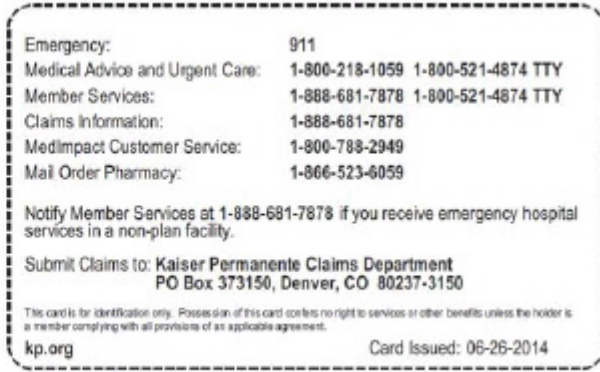 Emergency: 911
Medical Advice and Urgent Care: 1-800-218-1059 1-800-521-4874 TTY
Member Services: 1-888-681-7878 1-800-521-4874 TTY
Claims Information: 1-888-681-7878
MedImpact Customer Service: 1-800-788-2949
Mail Order Pharmacy: 1-866-523-6059
Notify Member Services at 1-888-681-7878 if you receive emergency hospital
services in a non-plan facility.
Submit Claims to: Kaiser Permanente Claims Department
PO Box 373150, Denver, CO 80237-3150
This card is for identification only. Possession of this card confers no right to services or other benefits unless the holder is
a member complying with all provisions of an applicable agreement.
kp.org Card Issued: 06-26-2014